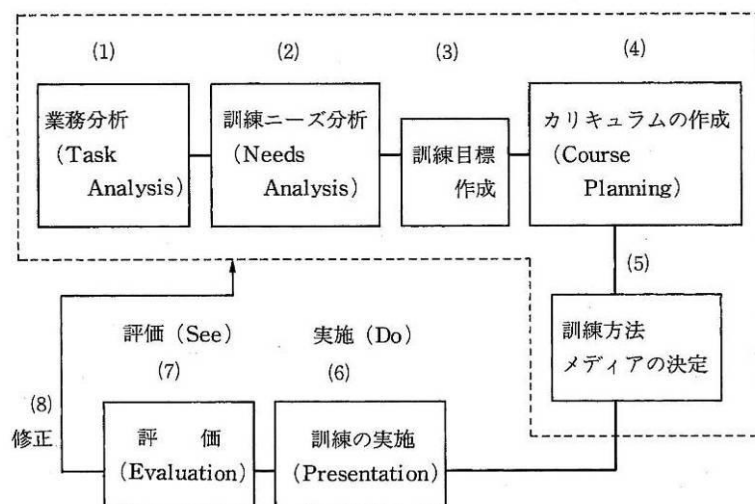 (1)
(2)
(3)
(4)
業務分析
(Task
Analysis)
訓練ニーズ分析
(Needs
Analysis)
訓練目標
作成
カリキュラムの作成
(Course
Planning)
(5)
訓練方法
メディアの決定
評価(See)
実施(Do)
(7)
(6)
(8)
修正
評 価
(Evaluation)
訓練の実施
(Presentation)